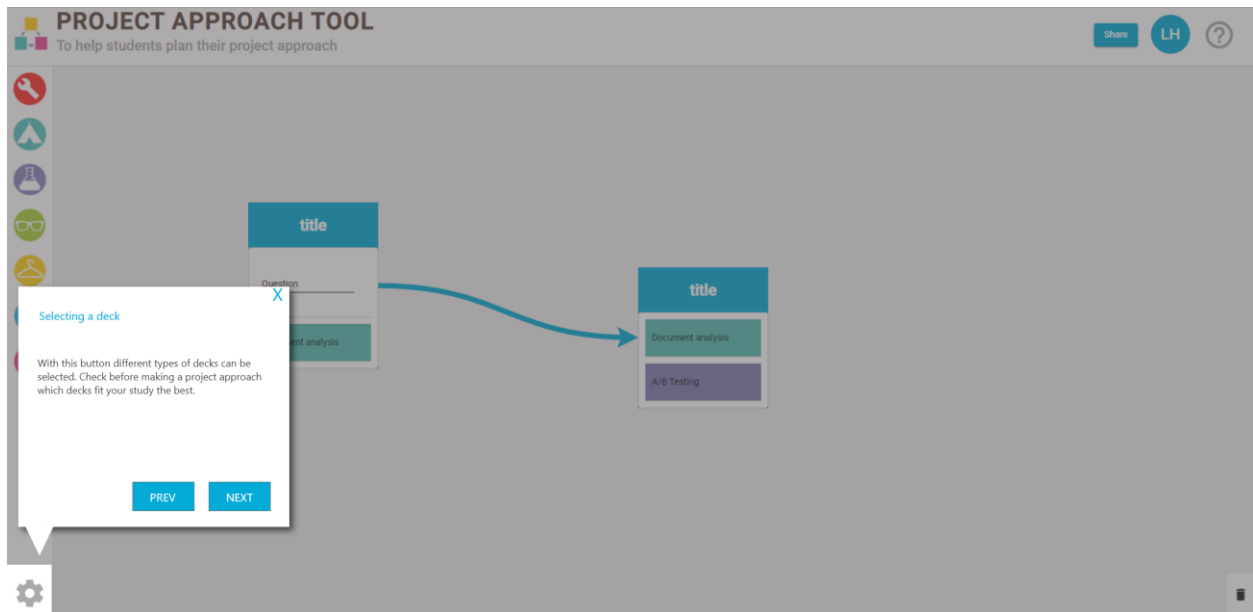 PROJECT APPROACH TOOL
To help students plan their project approach
Share
LH
?
title
Question
ent analysis
title
Document analysis
A/B Testing
X
Selecting a deck
With this button different types of decks can be
selected. Check before making a project approach
which decks fit your study the best.
PREV
NEXT